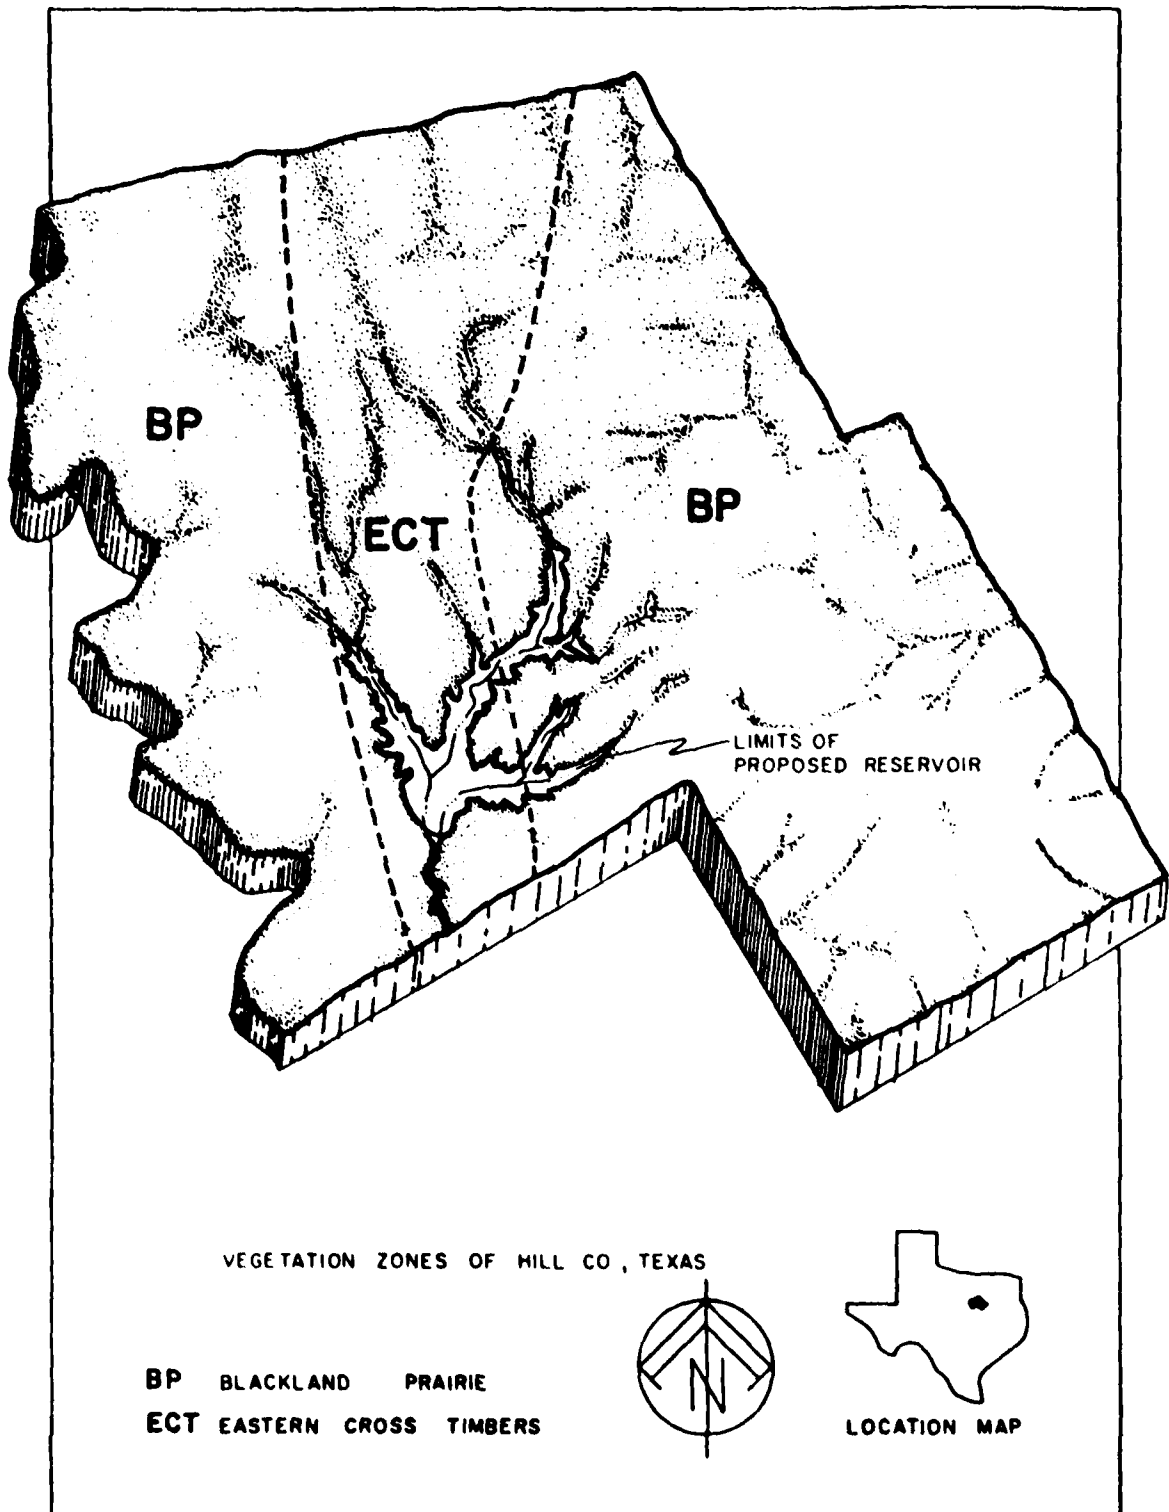 BP
ECT
BP
LIMITS OF
PROPOSED RESERVOIR
VEGETATION ZONES OF HILL CO, TEXAS
BP BLACKLAND PRAIRIE
ECT EASTERN CROSS TIMBERS
N
LOCATION MAP